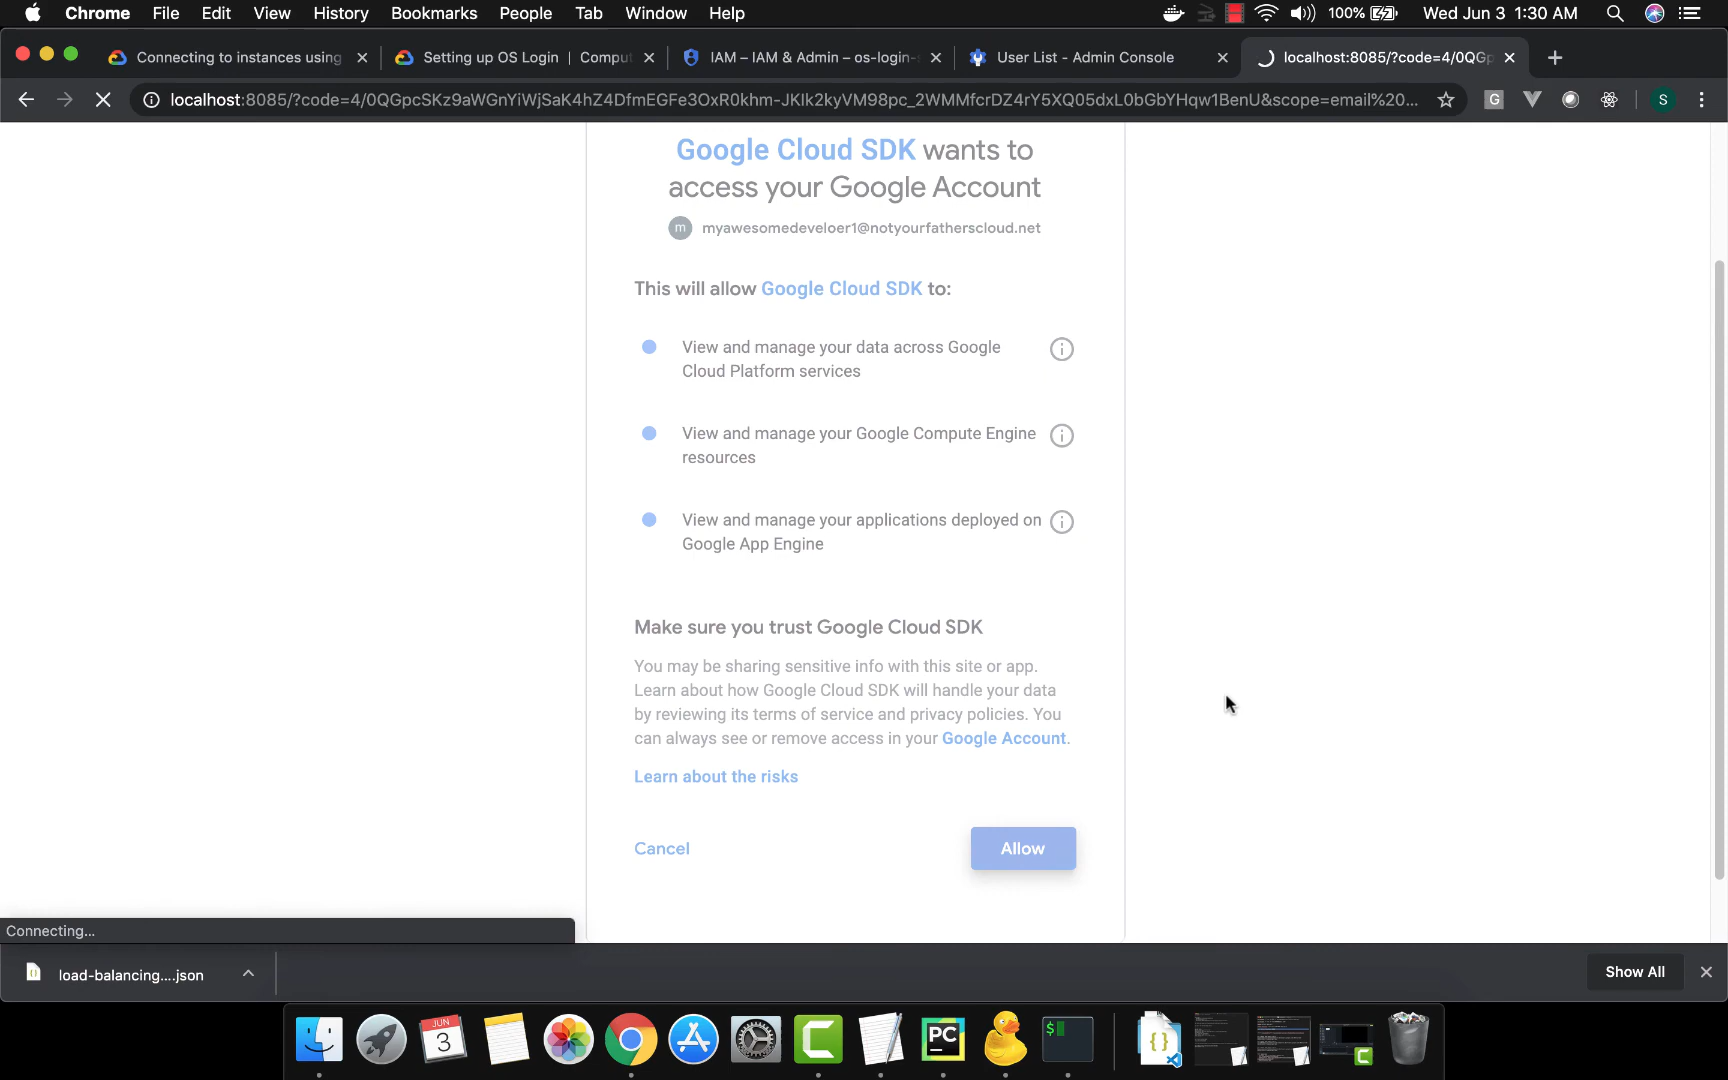 Chrome File Edit View History Bookmarks People Tab Window Help 100% Wed Jun 3 1:30 AM
Connecting to instances using Setting up OS Login | Compu IAM – IAM & Admin – os-login- User List - Admin Console localhost:8085/?code=4/0QGp
localhost:8085/?code=4/0QGpcSKz9aWGnYiWjSaK4hZ4DfmEGFe3OxR0khm-JKlk2kyVM98pc_2WMMfcrDZ4rY5XQ05dxL0bGbYHqw1BenU&scope=email%20... G S
Google Cloud SDK wants to
access your Google Account
m myawesomedeveloer1@notyourfatherscloud.net
This will allow Google Cloud SDK to:
View and manage your data across Google
Cloud Platform services
View and manage your Google Compute Engine
resources
View and manage your applications deployed on
Google App Engine
Make sure you trust Google Cloud SDK
You may be sharing sensitive info with this site or app.
Learn about how Google Cloud SDK will handle your data
by reviewing its terms of service and privacy policies. You
can always see or remove access in your Google Account.
Learn about the risks
Cancel Allow
Connecting...
load-balancing....json Show All
JUN
3 PC $